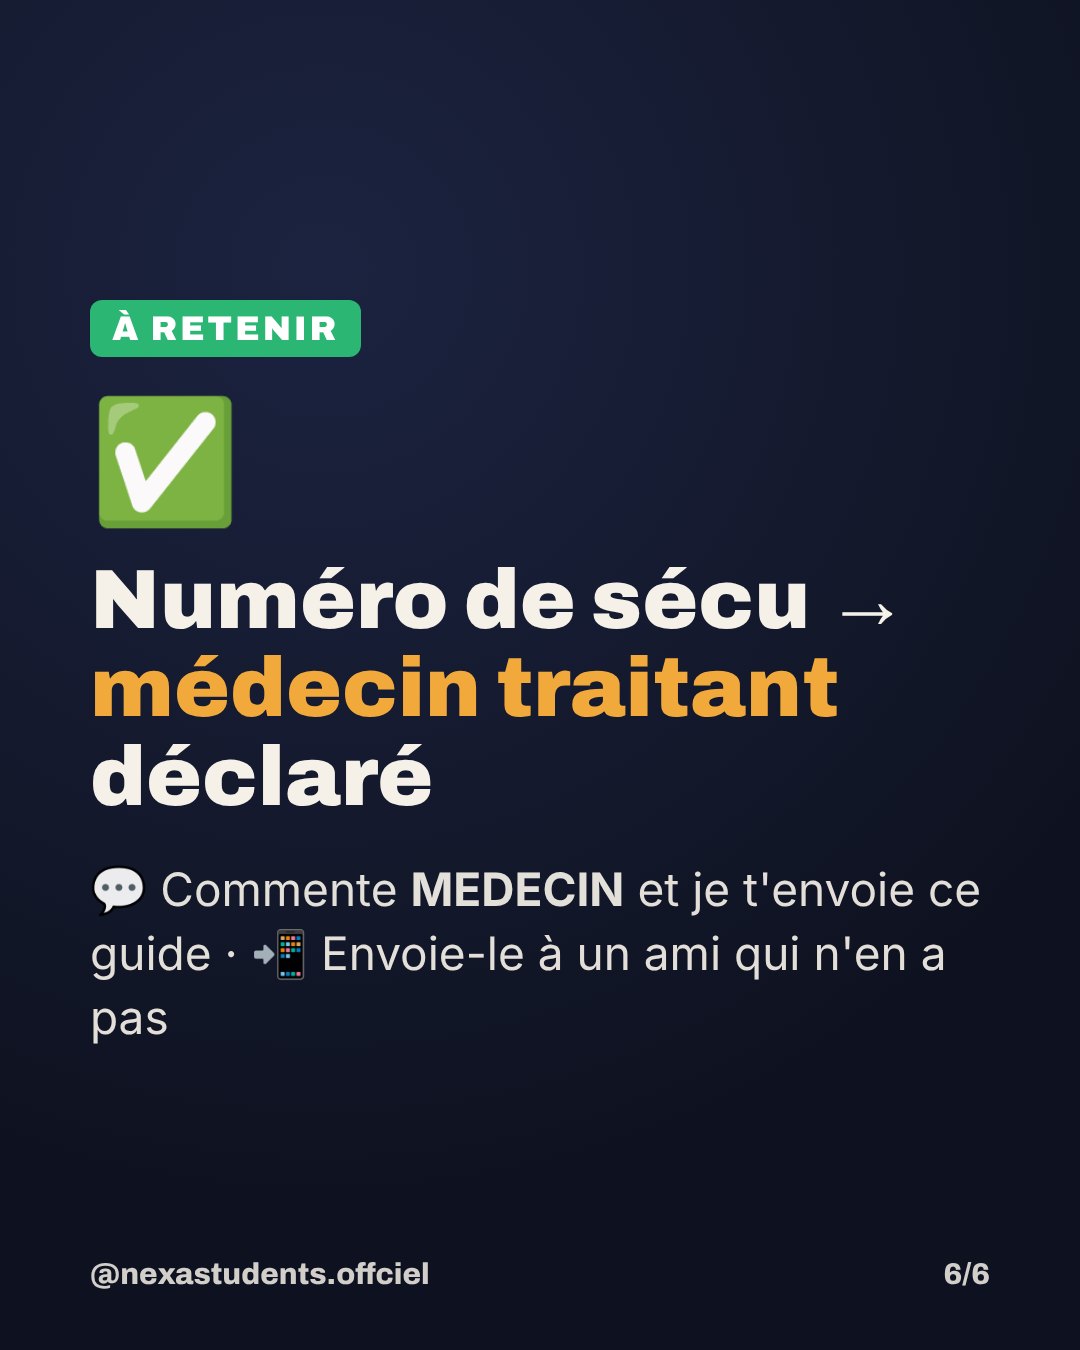 À RETENIR
Numéro de sécu →
médecin traitant
déclaré
💬 Commente MEDECIN et je t'envoie ce
guide · 📲 Envoie-le à un ami qui n'en a
pas
@nexastudents.offciel
6/6